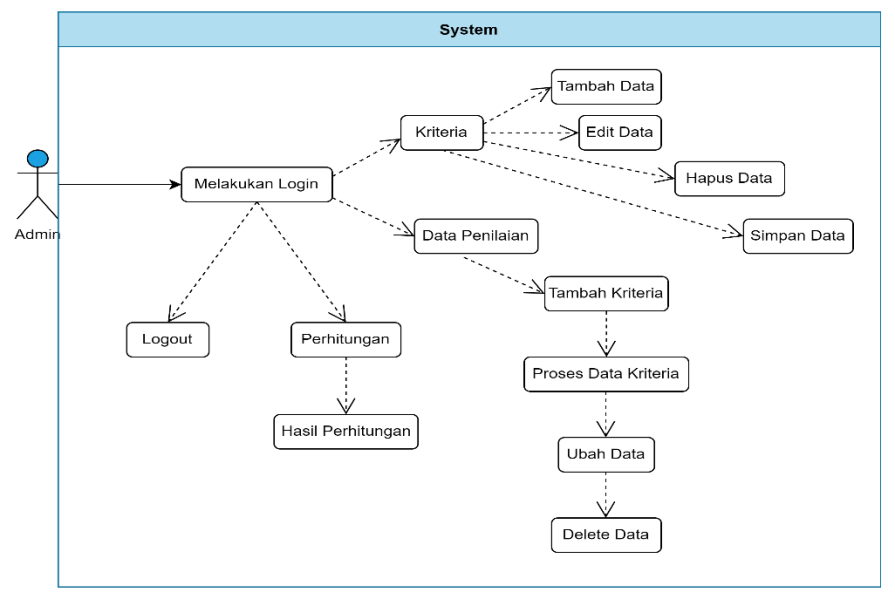 System
Tambah Data
Kriteria
Edit Data
Melakukan Login
Hapus Data
Admin
Data Penilaian
Simpan Data
Tambah Kriteria
Logout
Perhitungan
Proses Data Kriteria
Hasil Perhitungan
Ubah Data
Delete Data